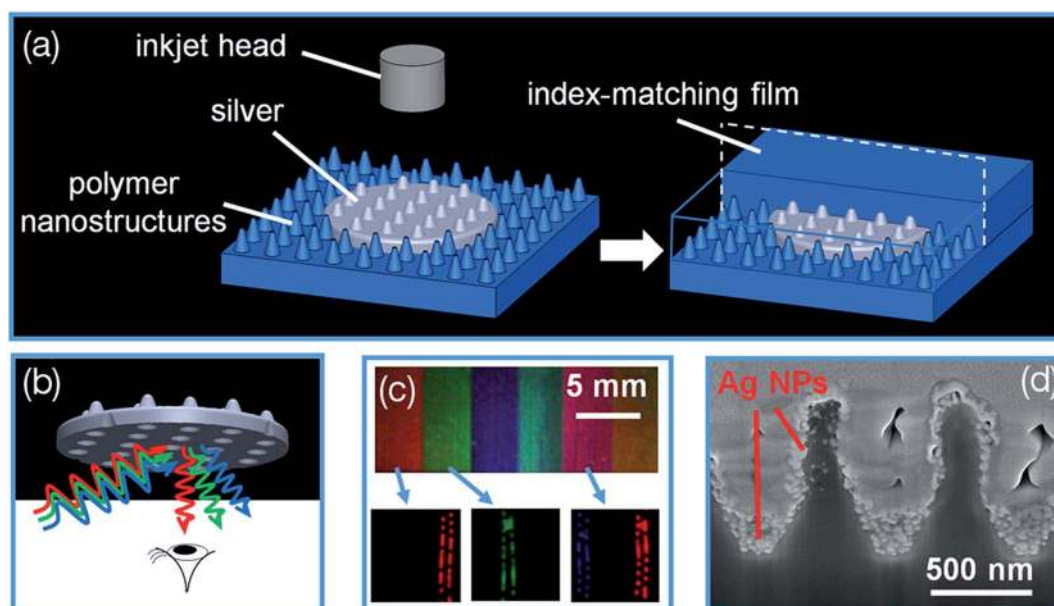 (a)
inkjet head
silver
polymer
nanostructures
index-matching film
(b)
(c)
5 mm
(d)
Ag NPs
500 nm